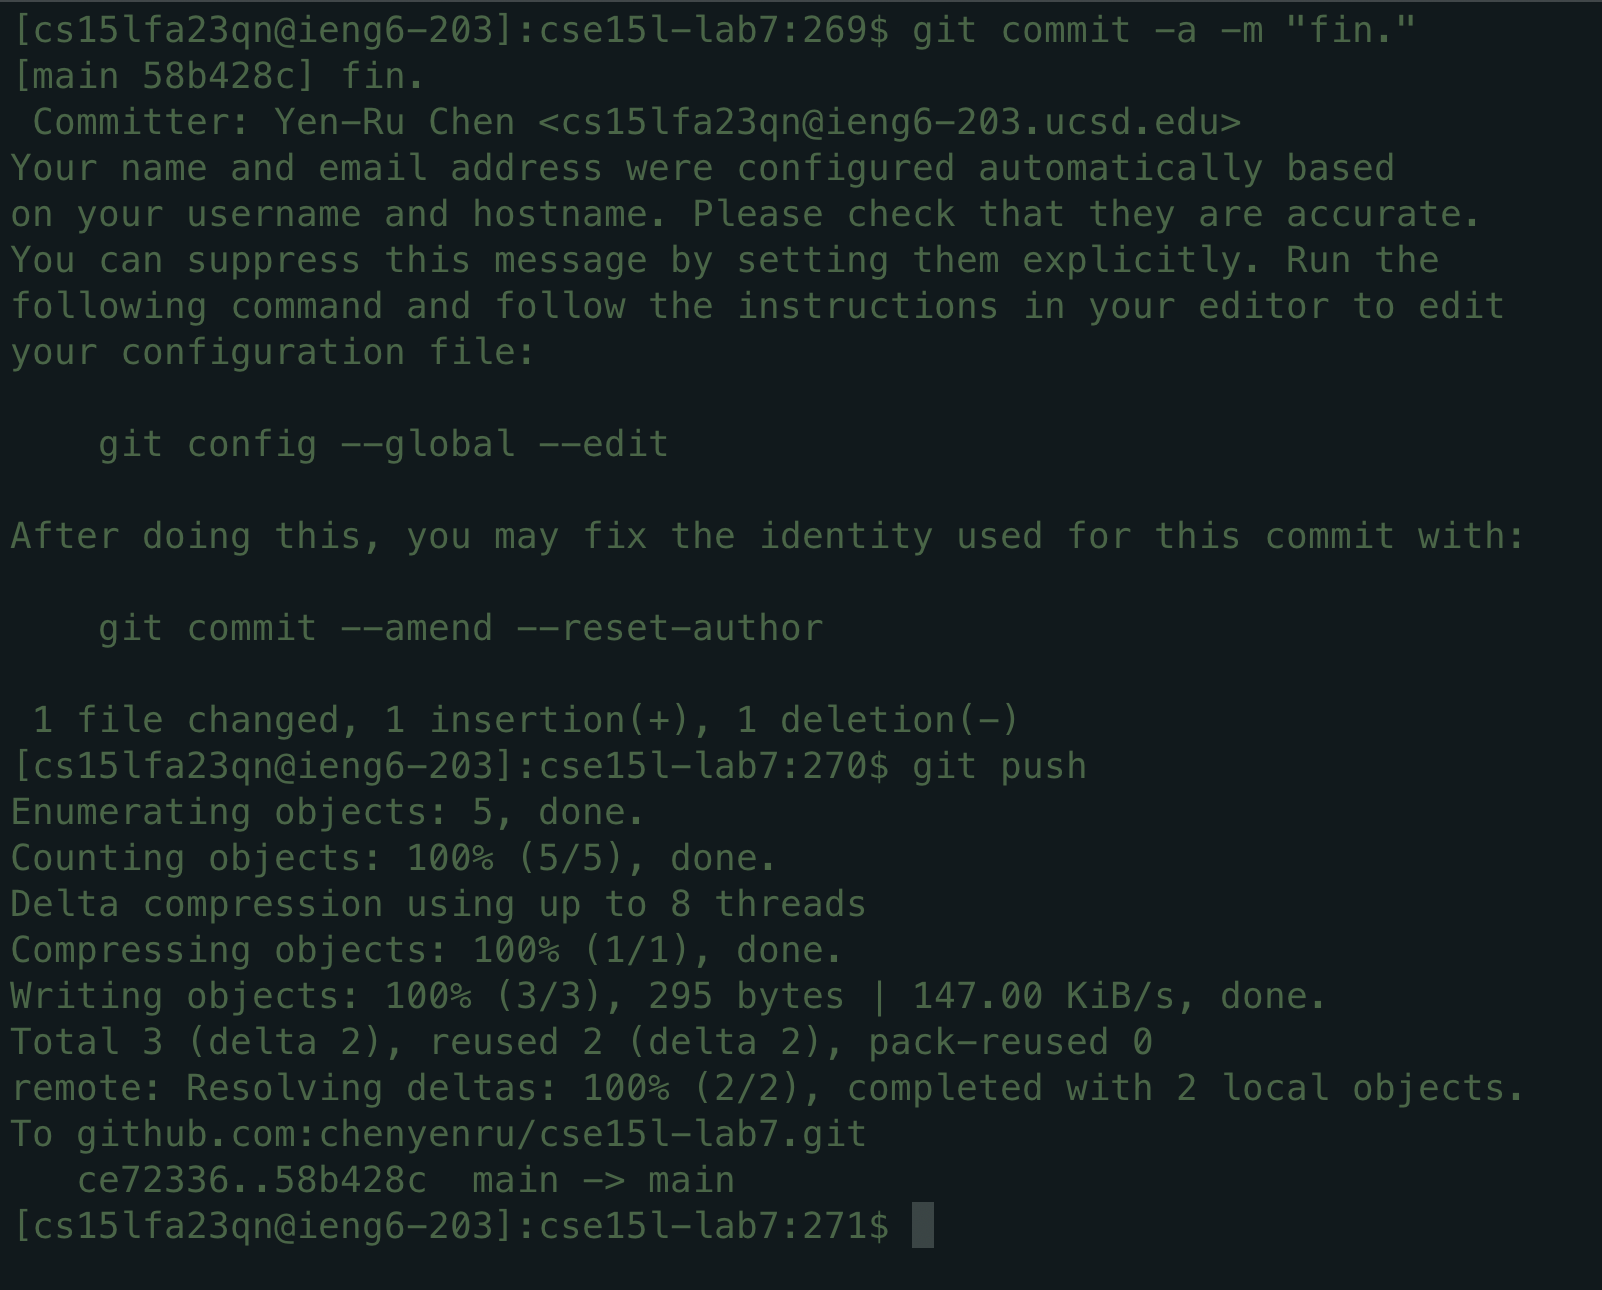 [cs15lfa23qn@ieng6-203]:cse15l-lab7:269$ git commit -a -m "fin."
[main 58b428c] fin.
 Committer: Yen-Ru Chen <cs15lfa23qn@ieng6-203.ucsd.edu>
Your name and email address were configured automatically based
on your username and hostname. Please check that they are accurate.
You can suppress this message by setting them explicitly. Run the
following command and follow the instructions in your editor to edit
your configuration file:

    git config --global --edit

After doing this, you may fix the identity used for this commit with:

    git commit --amend --reset-author

 1 file changed, 1 insertion(+), 1 deletion(-)
[cs15lfa23qn@ieng6-203]:cse15l-lab7:270$ git push
Enumerating objects: 5, done.
Counting objects: 100% (5/5), done.
Delta compression using up to 8 threads
Compressing objects: 100% (1/1), done.
Writing objects: 100% (3/3), 295 bytes | 147.00 KiB/s, done.
Total 3 (delta 2), reused 2 (delta 2), pack-reused 0
remote: Resolving deltas: 100% (2/2), completed with 2 local objects.
To github.com:chenyenru/cse15l-lab7.git
   ce72336..58b428c  main -> main
[cs15lfa23qn@ieng6-203]:cse15l-lab7:271$